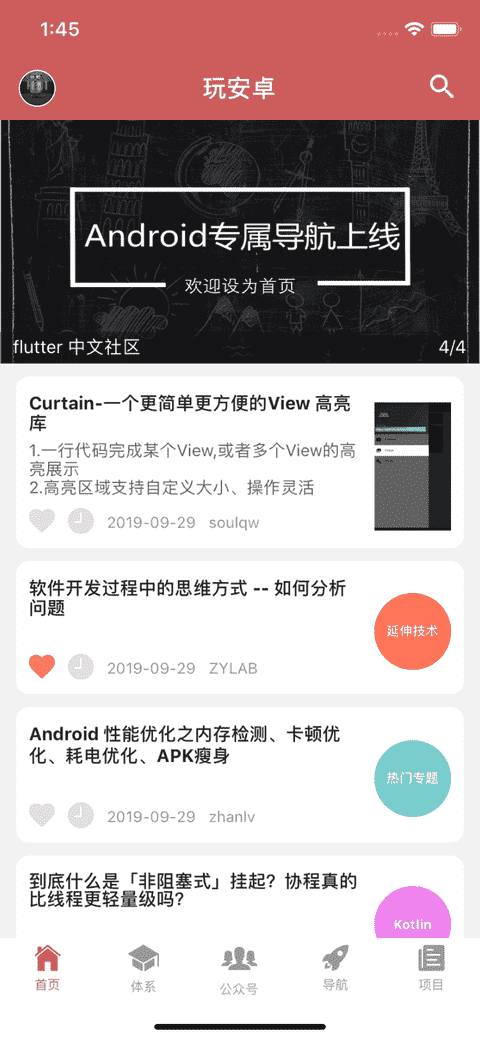 1:45
玩安卓
Android专属导航上线
欢迎设为首页
flutter 中文社区
4/4
Curtain-一个更简单更方便的View 高亮
库
1.一行代码完成某个View,或者多个View的高
亮展示
2.高亮区域支持自定义大小、操作灵活
2019-09-29 soulqw
软件开发过程中的思维方式 -- 如何分析
问题
延伸技术
2019-09-29 ZYLAB
Android 性能优化之内存检测、卡顿优
化、耗电优化、APK瘦身
热门专题
2019-09-29 zhanlv
到底什么是「非阻塞式」挂起？协程真的
比线程更轻量级吗?
Kotlin
首页
体系
公众号
导航
项目